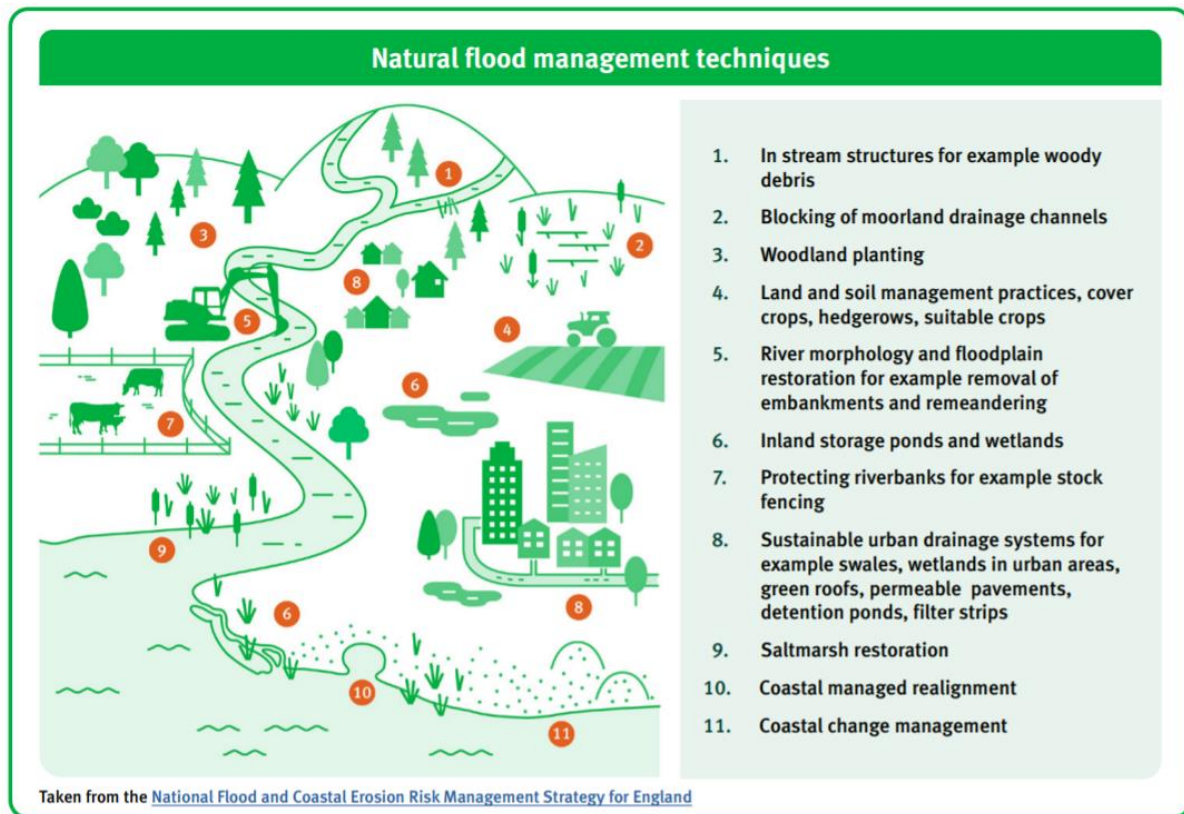 Natural flood management techniques
1
2
3
8
5
4
6
7
9
6
8
10
11
1. In stream structures for example woody
debris
2. Blocking of moorland drainage channels
3. Woodland planting
4. Land and soil management practices, cover
crops, hedgerows, suitable crops
5. River morphology and floodplain
restoration for example removal of
embankments and remeandering
6. Inland storage ponds and wetlands
7. Protecting riverbanks for example stock
fencing
8. Sustainable urban drainage systems for
example swales, wetlands in urban areas,
green roofs, permeable pavements,
detention ponds, filter strips
9. Saltmarsh restoration
10. Coastal managed realignment
11. Coastal change management
Taken from the National Flood and Coastal Erosion Risk Management Strategy for England